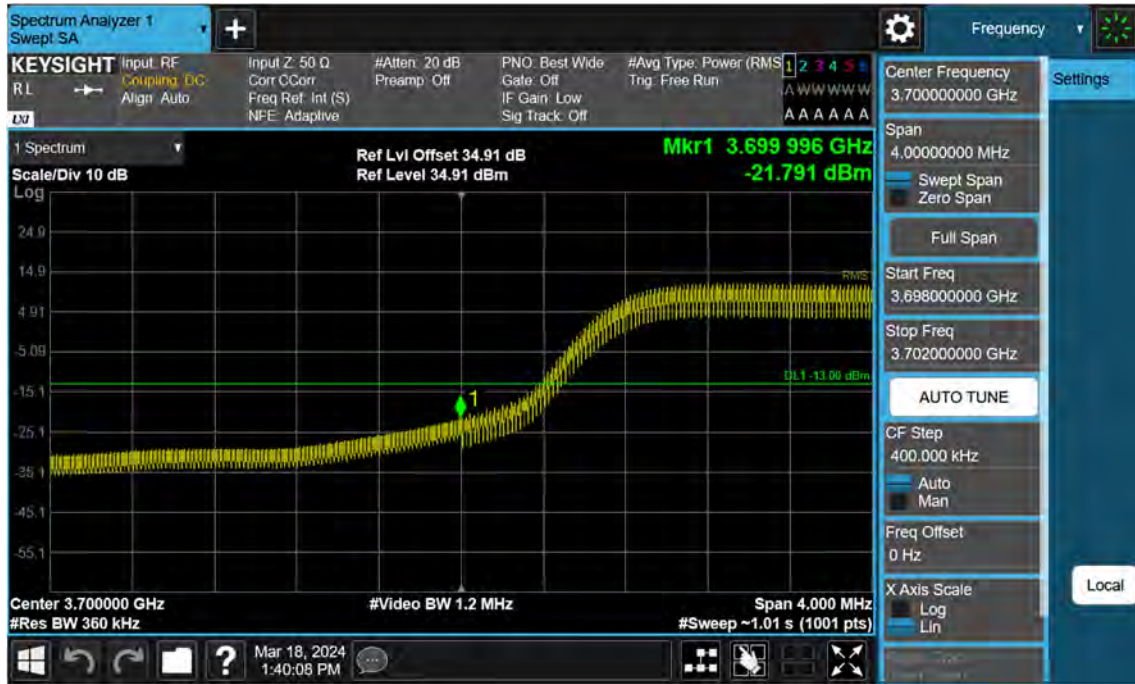 Spectrum Analyzer 1
Swept SA
Frequency
KEYSIGHT
RL
LXI
Input: RF
Coupling: DC
Align: Auto
Input Z: 50 Ω
Corr CCorr
Freq Ref: Int (S)
NFE: Adaptive
#Atten: 20 dB
Preamp: Off
PNO: Best Wide
Gate: Off
IF Gain: Low
Sig Track: Off
#Avg Type: Power (RMS
Trig: Free Run
1 2 3 4 5 6
A W W W W W
A A A A A A
1 Spectrum
Scale/Div 10 dB
Log
Ref Lvl Offset 34.91 dB
Ref Level 34.91 dBm
Mkr1 3.699 996 GHz
-21.791 dBm
24.9
14.9
4.91
-5.09
-15.1
-25.1
-35.1
-45.1
-55.1
RMS
DL1 -13.00 dBm
1
Center 3.700000 GHz
#Res BW 360 kHz
#Video BW 1.2 MHz
Span 4.000 MHz
#Sweep ~1.01 s (1001 pts)
Mar 18, 2024
1:40:08 PM
Center Frequency
3.700000000 GHz
Span
4.00000000 MHz
Swept Span
Zero Span
Full Span
Start Freq
3.698000000 GHz
Stop Freq
3.702000000 GHz
AUTO TUNE
CF Step
400.000 kHz
Auto
Man
Freq Offset
0 Hz
X Axis Scale
Log
Lin
Settings
Local